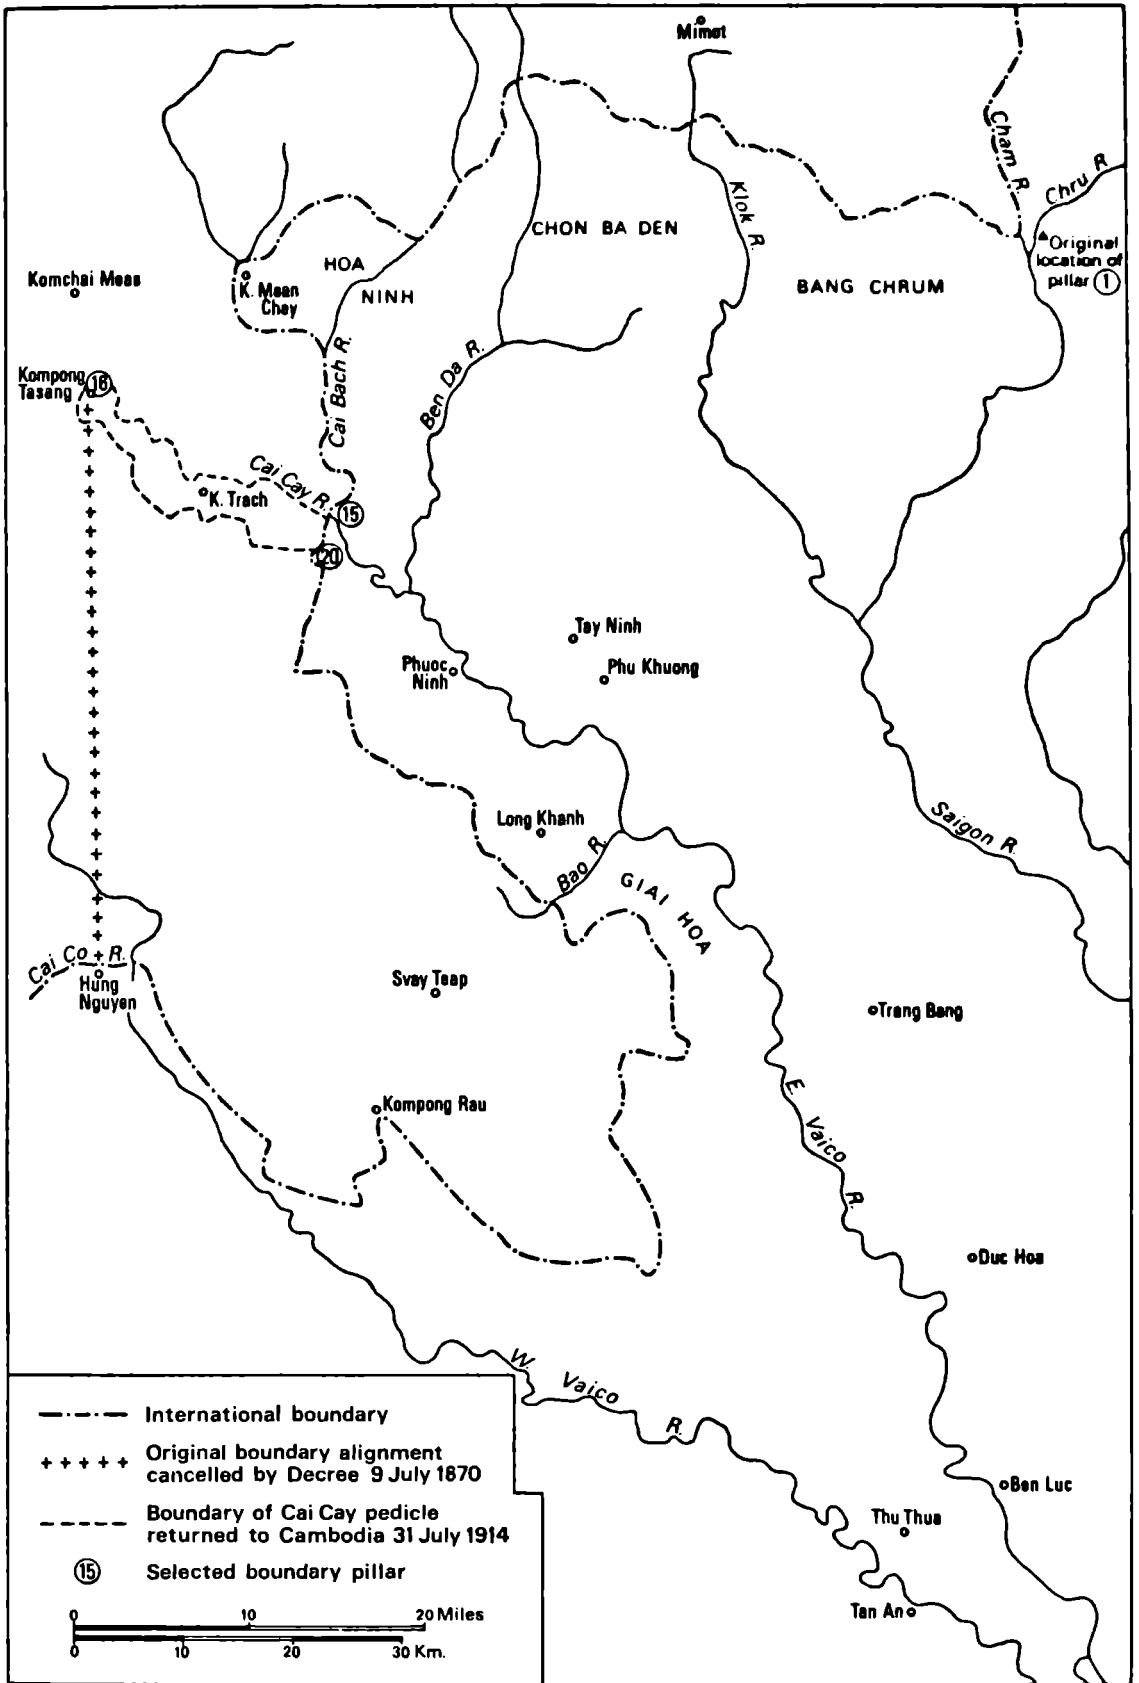 Mimot
Cham R.
Chru R
Klok R.
CHON BA DEN
Original
location of
pillar 1
HOA
NINH
BANG CHRUM
Komchai Meas
K. Mean
Chey
Cai Bach R.
Ben Da R.
Kompong
Tasang
16
Cai Cay R.
K. Trach
15
20
Tay Ninh
Phuoc
Ninh
Phu Khuong
Long Khanh
Saigon R.
Bao R.
GIAI HOA
Cai Co R.
Hung
Nguyen
Svay Teap
Trang Bang
E. Vaico R.
Kompong Rau
Duc Hoa
W. Vaico R.
Ben Luc
Thu Thua
Tan An
International boundary
Original boundary alignment
cancelled by Decree 9 July 1870
Boundary of Cai Cay pedicle
returned to Cambodia 31 July 1914
15 Selected boundary pillar
0 10 20 Miles
0 10 20 30 Km.